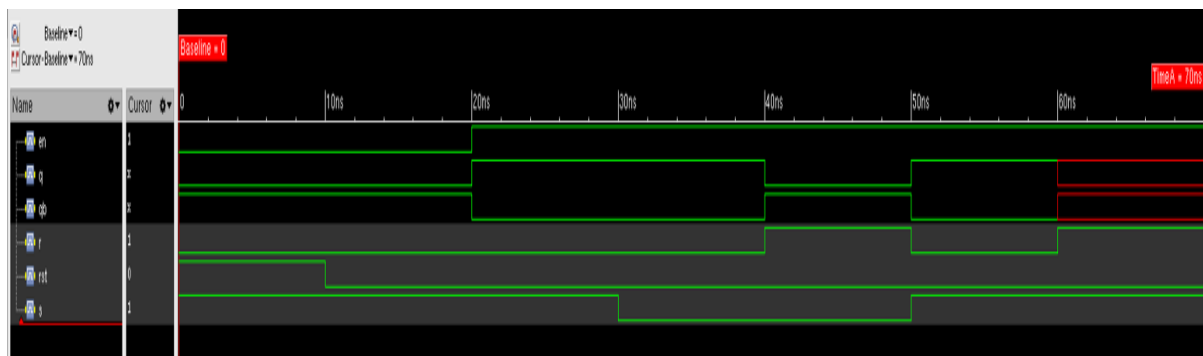 Baseline▼=0
Cursor-Baseline▼=70ns
Baseline = 0
TimeA = 70ns
Name Cursor 0 10ns 20ns 30ns 40ns 50ns 60ns
en 1
q x
qb x
r 1
rst 0
s 1